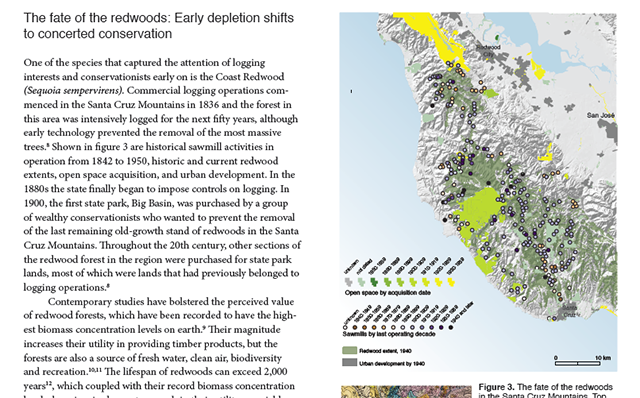 The fate of the redwoods: Early depletion shifts
to concerted conservation
One of the species that captured the attention of logging
interests and conservationists early on is the Coast Redwood
(Sequoia sempervirens). Commercial logging operations com-
menced in the Santa Cruz Mountains in 1836 and the forest in
this area was intensively logged for the next fifty years, although
early technology prevented the removal of the most massive
trees.⁸ Shown in figure 3 are historical sawmill activities in
operation from 1842 to 1950, historic and current redwood
extents, open space acquisition, and urban development. In the
1880s the state finally began to impose controls on logging. In
1900, the first state park, Big Basin, was purchased by a group
of wealthy conservationists who wanted to prevent the removal
of the last remaining old-growth stand of redwoods in the Santa
Cruz Mountains. Throughout the 20th century, other sections of
the redwood forest in the region were purchased for state park
lands, most of which were lands that had previously belonged to
logging operations.⁸
Contemporary studies have bolstered the perceived value
of redwood forests, which have been recorded to have the high-
est biomass concentration levels on earth.⁹ Their magnitude
increases their utility in providing timber products, but the
forests are also a source of fresh water, clean air, biodiversity
and recreation.¹⁰,¹¹ The lifespan of redwoods can exceed 2,000
years¹², which coupled with their record biomass concentration
Redwood
City
San José
Santa
Cruz
unknown
Open space by acquisition date
unknown
Sawmills by last operating decade
Redwood extent, 1940
Urban development by 1940
0 10 km
Figure 3. The fate of the redwoods
in the Santa Cruz Mountains. Top